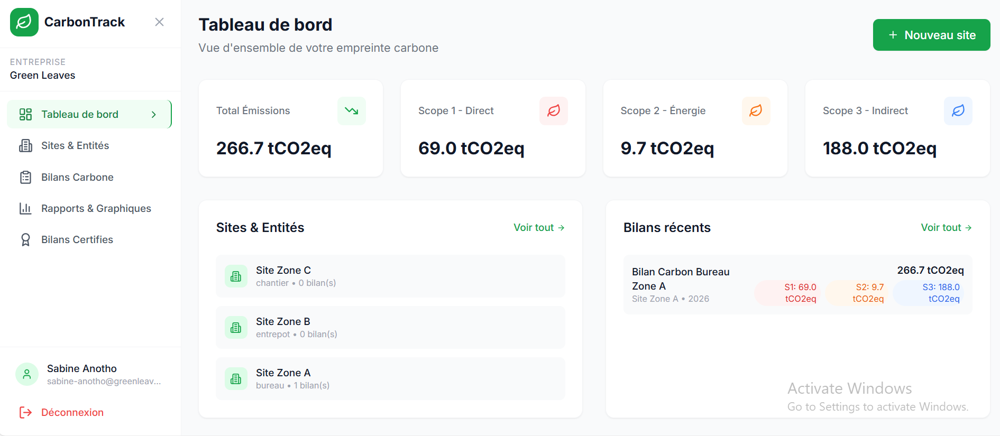 CarbonTrack
ENTREPRISE
Green Leaves
Tableau de bord
Sites & Entités
Bilans Carbone
Rapports & Graphiques
Bilans Certifies
Sabine Anotho
sabine-anotho@greenleav...
Déconnexion
Tableau de bord
Vue d'ensemble de votre empreinte carbone
+ Nouveau site
Total Émissions
266.7 tCO2eq
Scope 1 - Direct
69.0 tCO2eq
Scope 2 - Énergie
9.7 tCO2eq
Scope 3 - Indirect
188.0 tCO2eq
Sites & Entités
Voir tout →
Site Zone C
chantier • 0 bilan(s)
Site Zone B
entrepot • 0 bilan(s)
Site Zone A
bureau • 1 bilan(s)
Bilans récents
Voir tout →
Bilan Carbon Bureau
Zone A
Site Zone A • 2026
266.7 tCO2eq
S1: 69.0
tCO2eq
S2: 9.7
tCO2eq
S3: 188.0
tCO2eq
Activate Windows
Go to Settings to activate Windows.